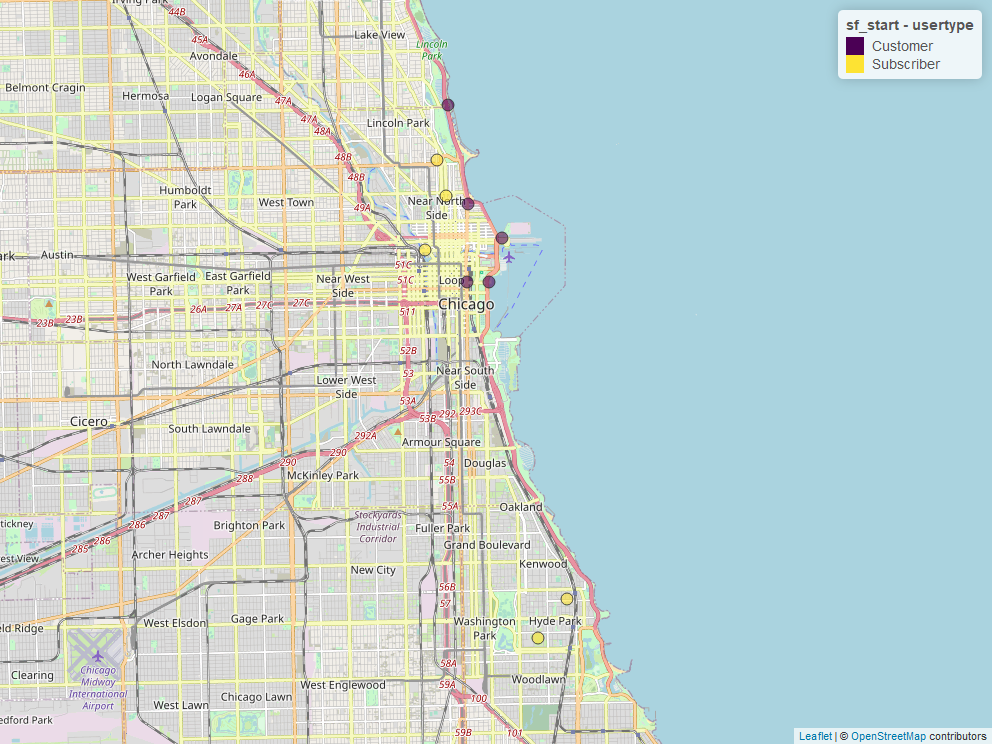 Irving Park
44B
Lake View
sf_start - usertype
Customer
Subscriber
45A
Lincoln
Park
Avondale
46A
Belmont Cragin
Hermosa
Logan Square
47A
47A
48A
Lincoln Park
48B
48B
Humboldt
Park
West Town
49A
Near North
Side
Austin
51C
West Garfield
Park
East Garfield
Park
Near West
Side
51C
Loop
Chicago
23B
23B
26A
27A
27C
27C
511
52B
North Lawndale
53
Near South
Side
Lower West
Side
53A
53B
292
293C
Cicero
South Lawndale
292A
Armour Square
290
290
54
Douglas
288
McKinley Park
55B
287
287
286
55A
Oakland
Stockyards
Industrial
Corridor
Brighton Park
Fuller Park
286
285
Archer Heights
Grand Boulevard
New City
Kenwood
56B
57
West Elsdon
Gage Park
Washington
Park
Hyde Park
Chicago
Midway
International
Airport
Clearing
58A
59A
100
West Englewood
Woodlawn
Chicago Lawn
West Lawn
59B
101
Leaflet | © OpenStreetMap contributors